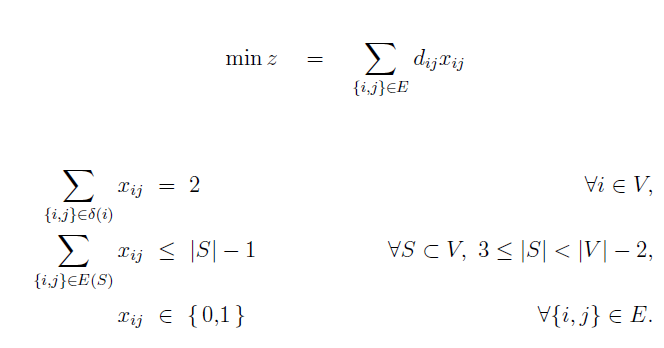 min z = ∑_{{i,j}∈E} d_{ij}x_{ij}
∑_{{i,j}∈δ(i)} x_{ij} = 2 ∀i ∈ V,
∑_{{i,j}∈E(S)} x_{ij} ≤ |S| − 1 ∀S ⊂ V, 3 ≤ |S| < |V| − 2,
x_{ij} ∈ {0,1} ∀{i,j} ∈ E.